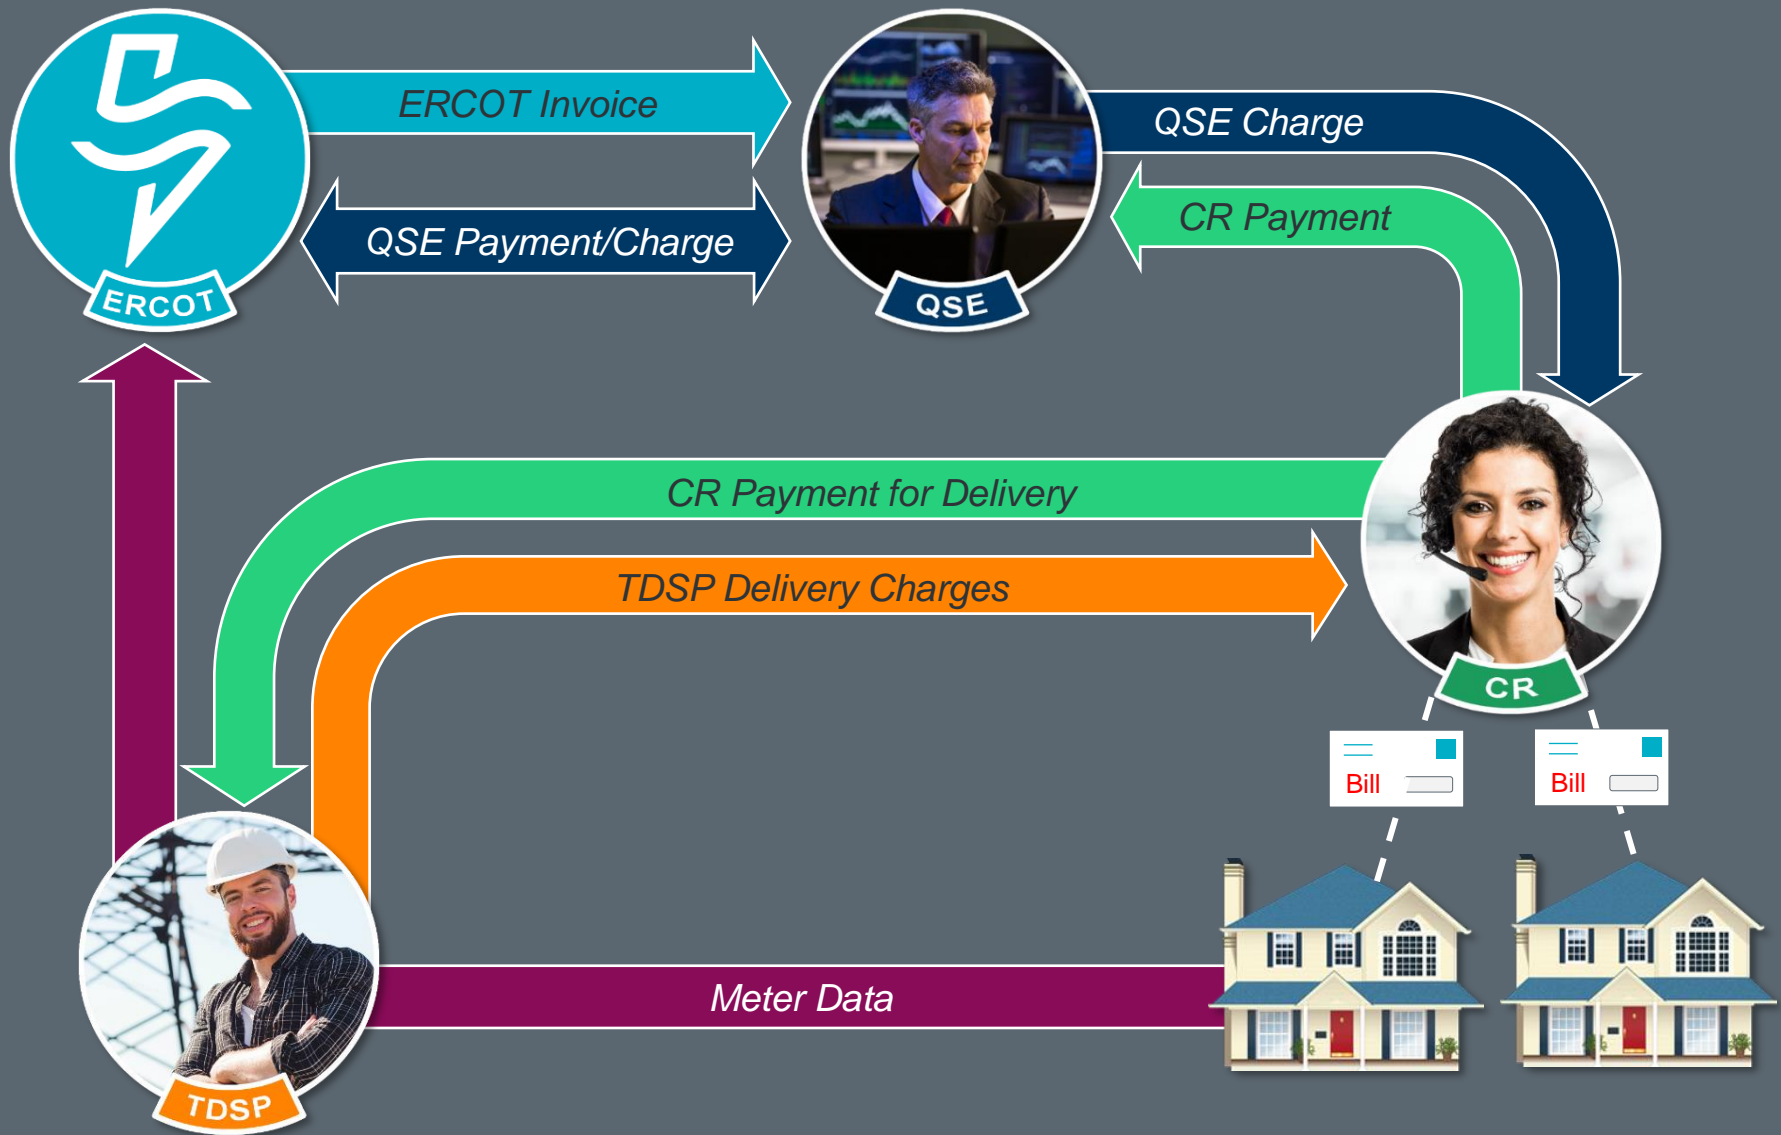 ERCOT Invoice
QSE Charge
CR Payment
QSE Payment/Charge
ERCOT
QSE
CR Payment for Delivery
TDSP Delivery Charges
CR
Bill
Bill
Meter Data
TDSP